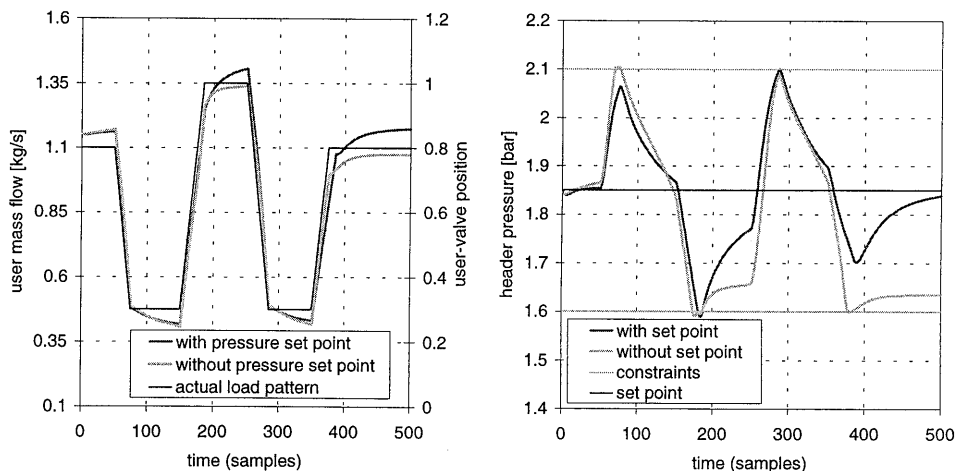 1.6
1.35
1.1
0.85
0.6
0.35
0.1
user mass flow [kg/s]
1.2
1
0.8
0.6
0.4
0.2
0
user-valve position
with pressure set point
without pressure set point
actual load pattern
0 100 200 300 400 500
time (samples)
2.2
2.1
2
1.9
1.8
1.7
1.6
1.5
1.4
header pressure [bar]
with set point
without set point
constraints
set point
0 100 200 300 400 500
time (samples)